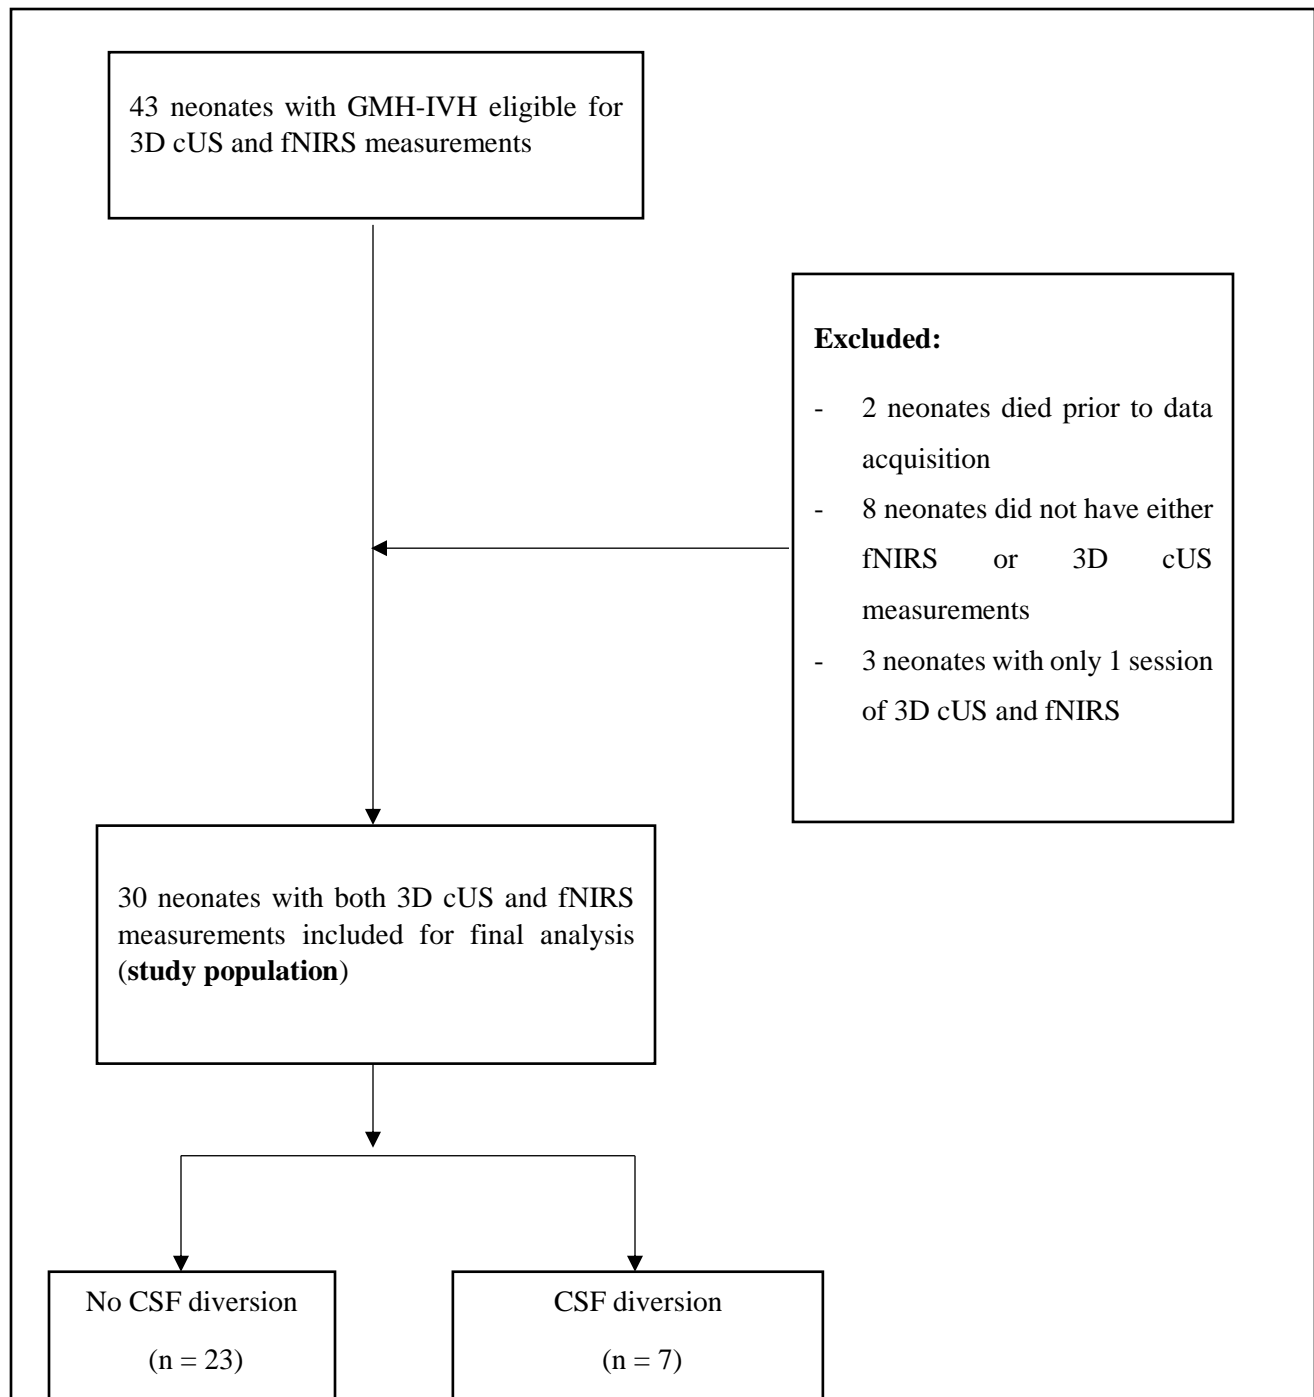 43 neonates with GMH-IVH eligible for
3D cUS and fNIRS measurements
Excluded:
- 2 neonates died prior to data
acquisition
- 8 neonates did not have either
fNIRS or 3D cUS
measurements
- 3 neonates with only 1 session
of 3D cUS and fNIRS
30 neonates with both 3D cUS and fNIRS
measurements included for final analysis
(study population)
No CSF diversion
(n = 23)
CSF diversion
(n = 7)